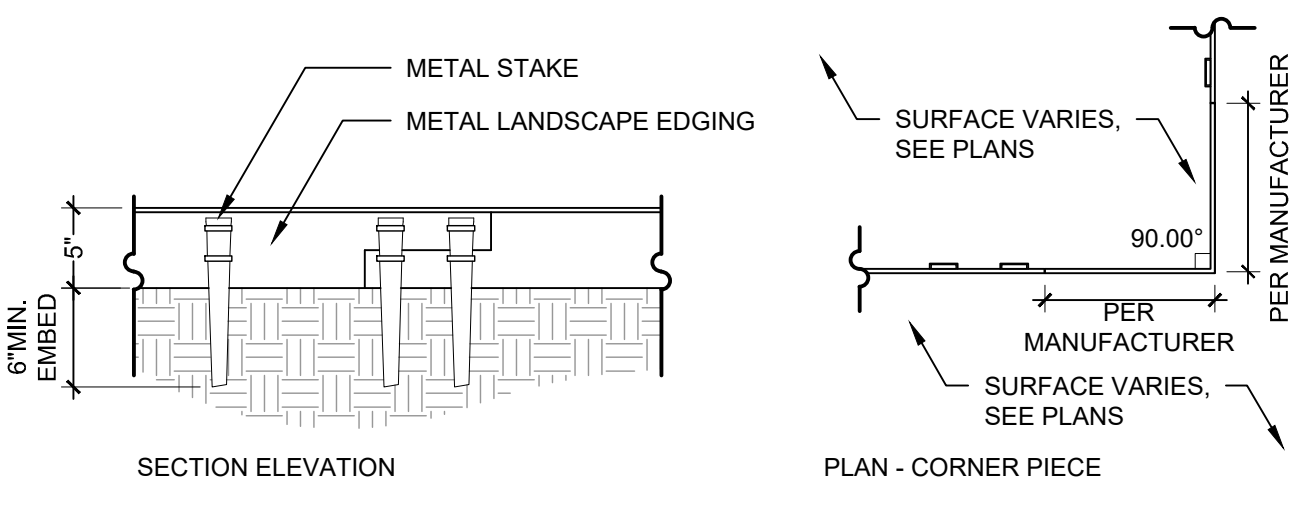 METAL STAKE
METAL LANDSCAPE EDGING
5"
6"MIN.
EMBED
SECTION ELEVATION
SURFACE VARIES,
SEE PLANS
90.00°
PER MANUFACTURER
PER
MANUFACTURER
SURFACE VARIES,
SEE PLANS
PLAN - CORNER PIECE